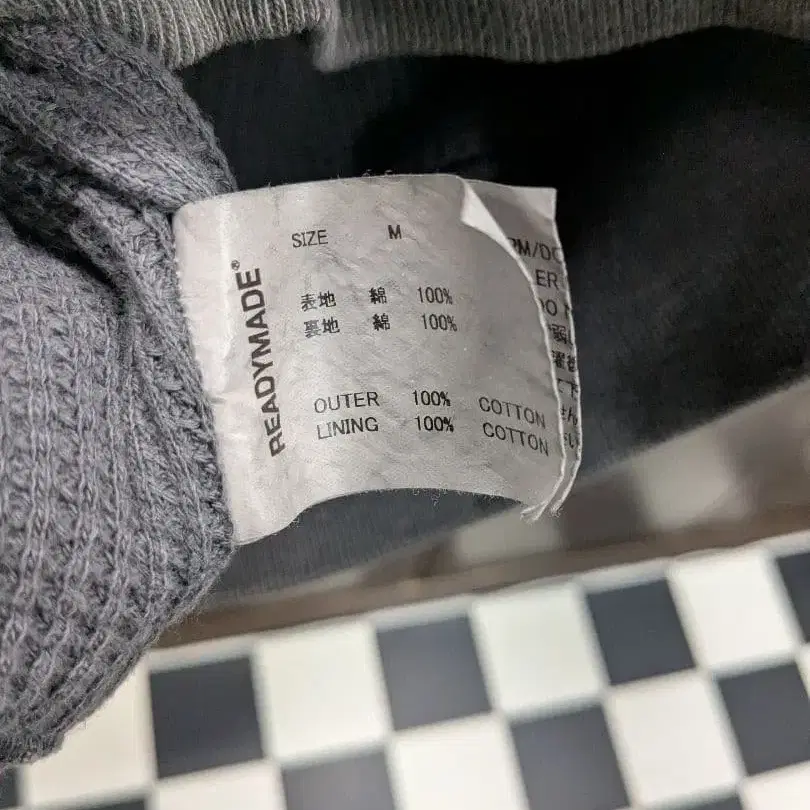 READYMADE®
SIZE M
表地 綿 100%
裏地 綿 100%
OUTER 100% COTTON
LINING 100% COTTON